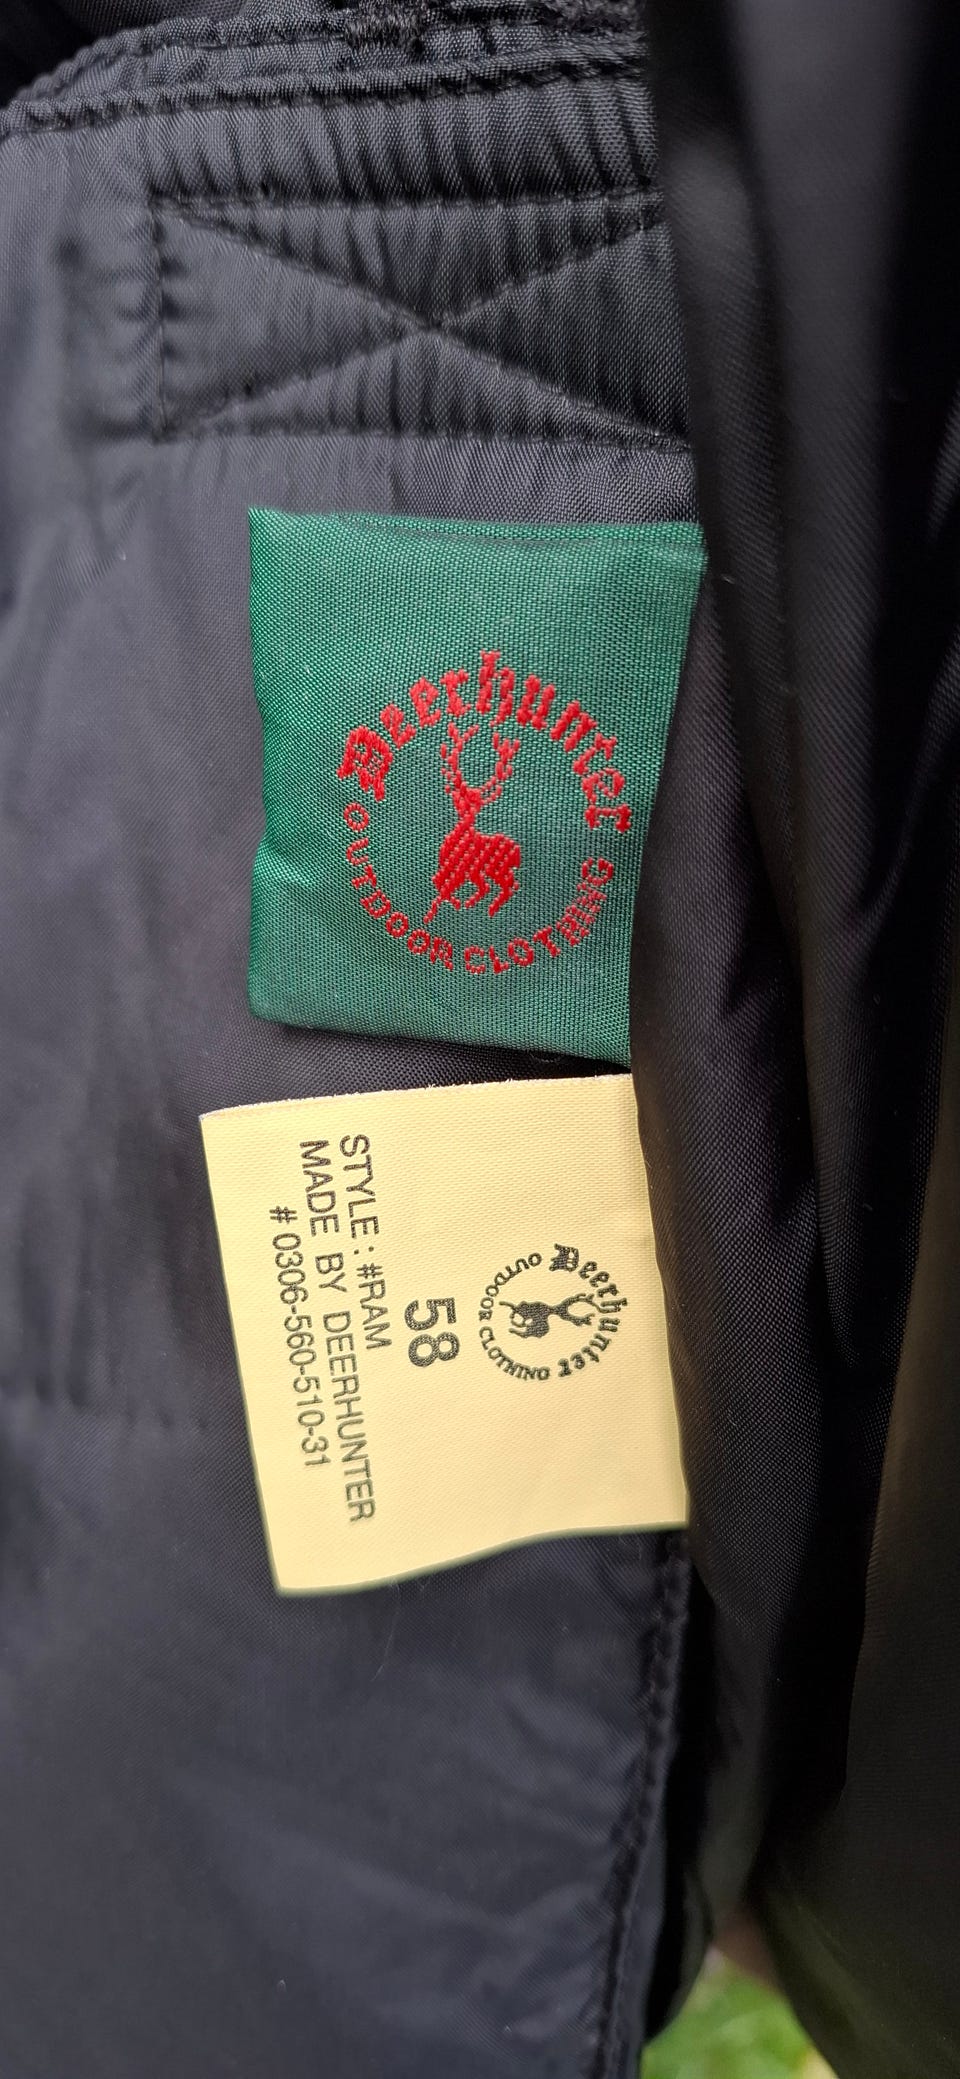 Deerhunter
OUTDOOR CLOTHING
Deerhunter
OUTDOOR CLOTHING
58
STYLE : #RAM
MADE BY DEERHUNTER
# 0306-560-510-31